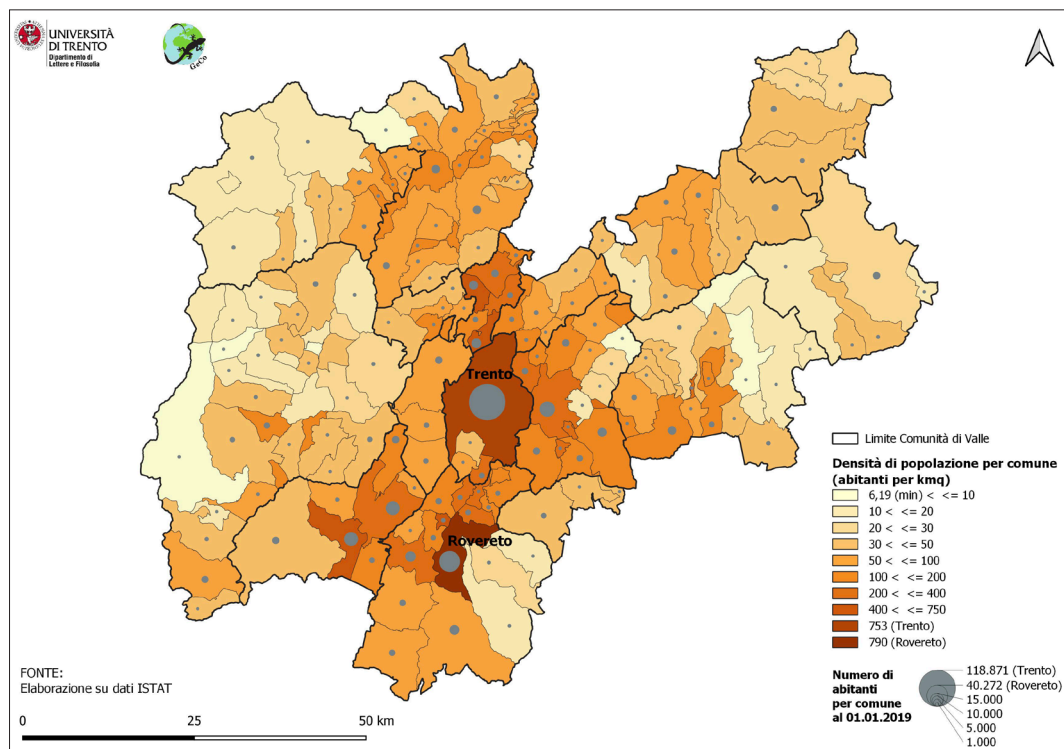 UNIVERSITÀ
DI TRENTO
Dipartimento di
Lettere e Filosofia
GeCo
Trento
Rovereto
Limite Comunità di Valle
Densità di popolazione per comune
(abitanti per kmq)
6,19 (min) < <= 10
10 < <= 20
20 < <= 30
30 < <= 50
50 < <= 100
100 < <= 200
200 < <= 400
400 < <= 750
753 (Trento)
790 (Rovereto)
Numero di
abitanti
per comune
al 01.01.2019
118.871 (Trento)
40.272 (Rovereto)
15.000
10.000
5.000
1.000
FONTE:
Elaborazione su dati ISTAT
0 25 50 km